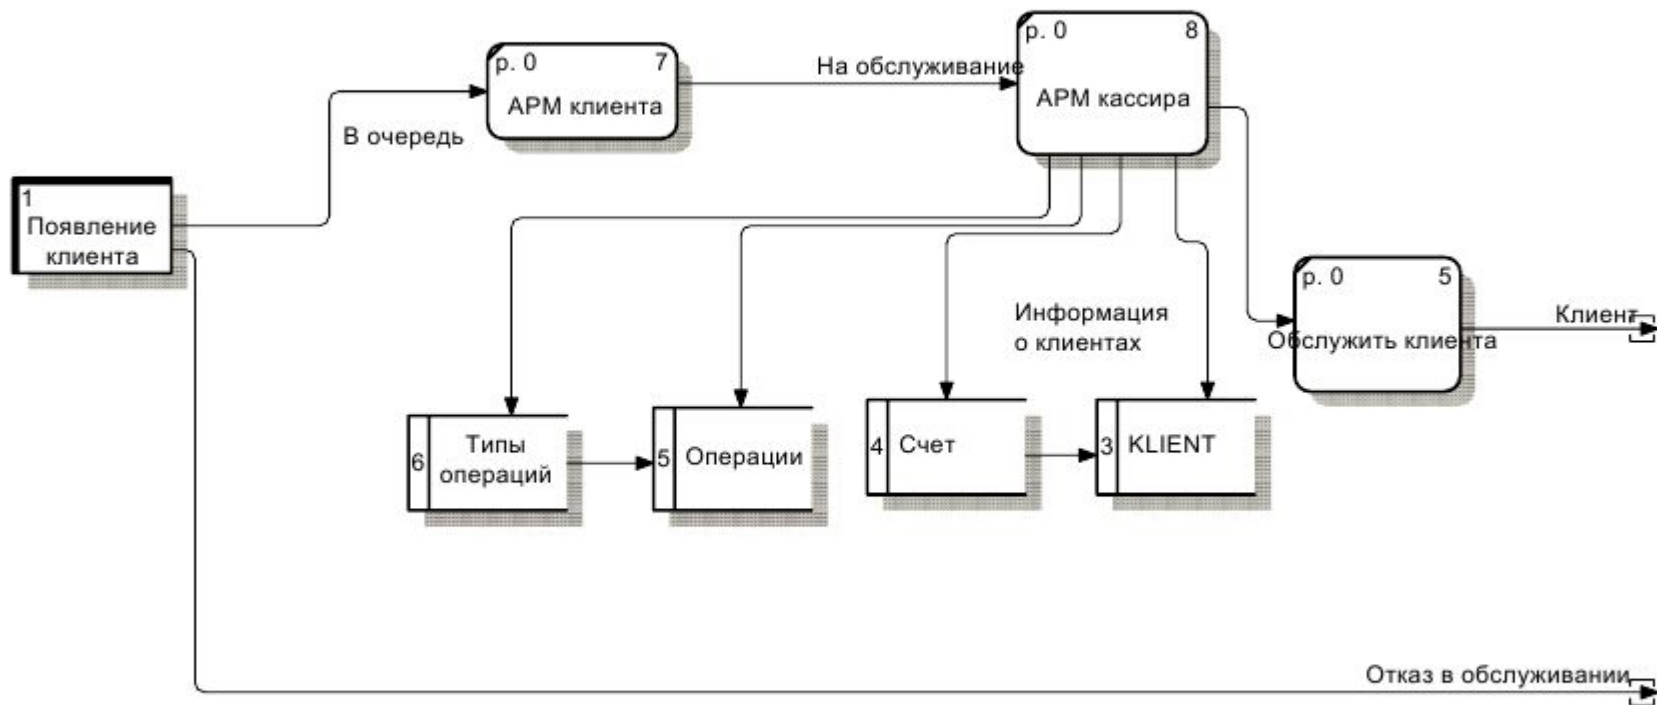 р. 0 8
р. 0 7
На обслуживание
АРМ клиента
АРМ кассира
В очередь
1
Появление
клиента
р. 0 5
Информация
о клиентах
Клиент
Обслужить клиента
6
Типы
операций
5 Операции
4 Счет
3 KLIENT
Отказ в обслуживании